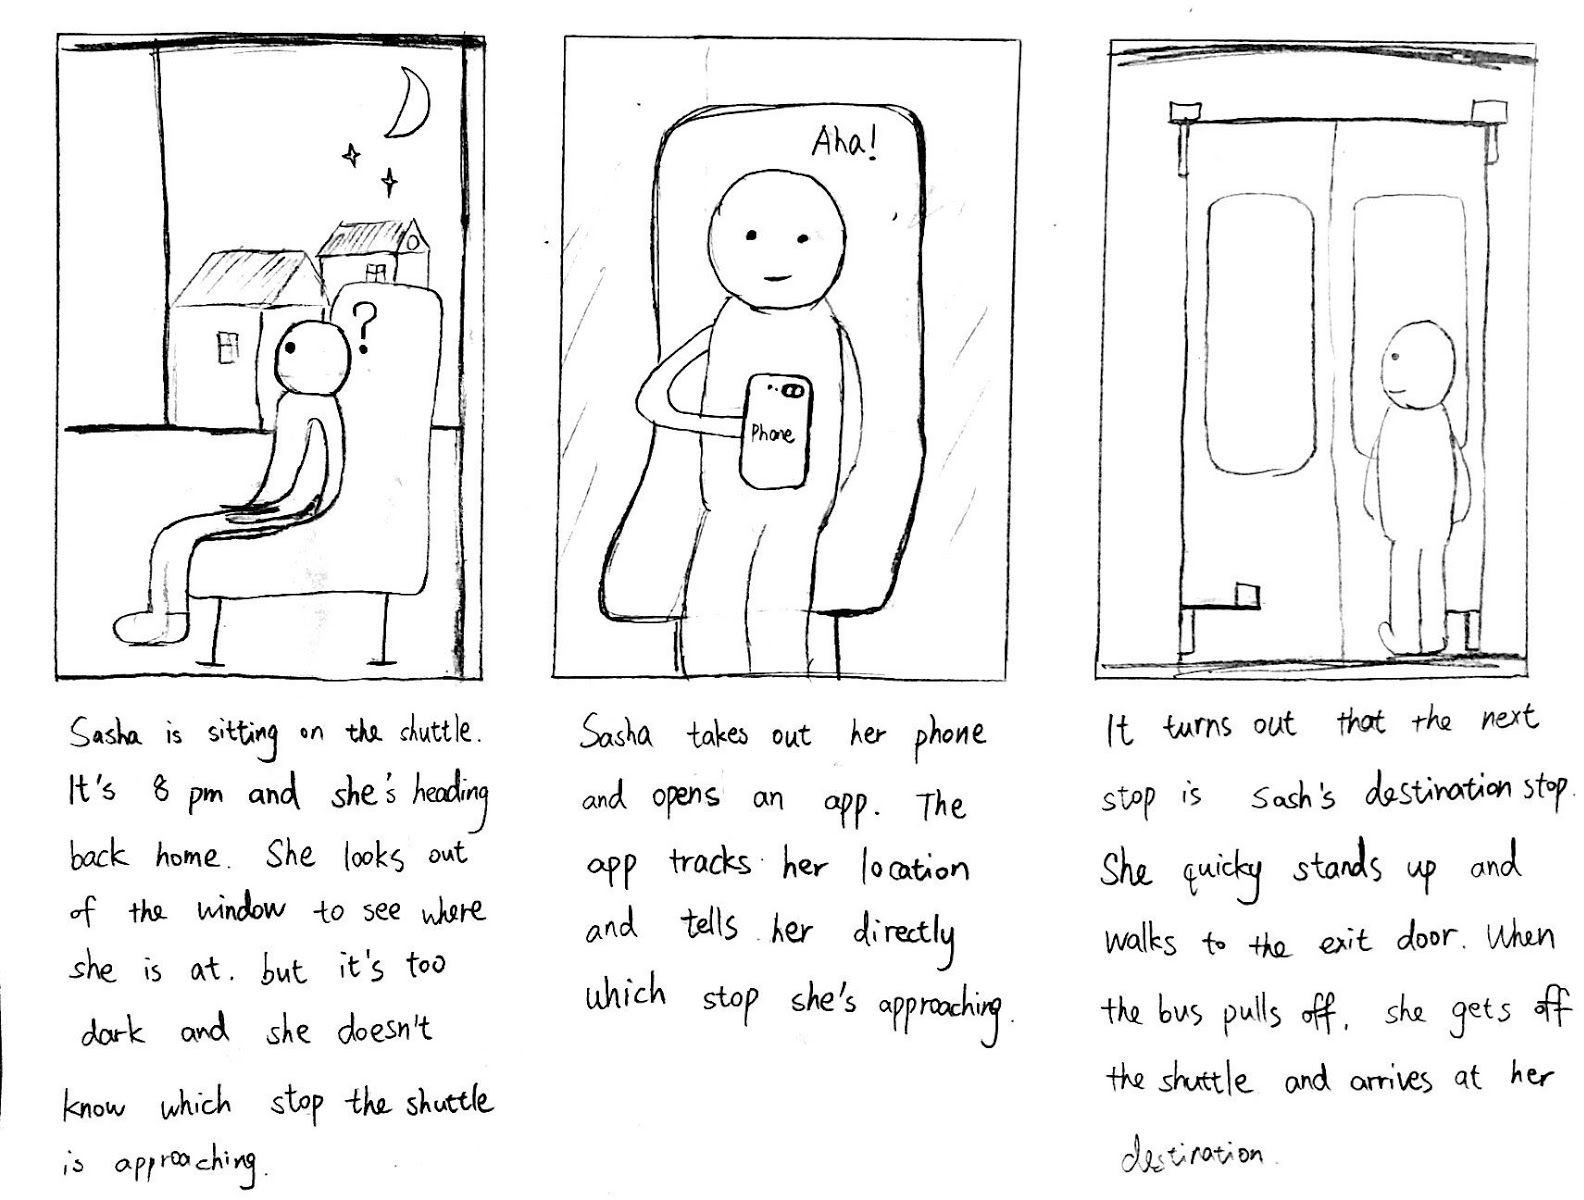 ?
Sasha is sitting on the shuttle.
It's 8 pm and she's heading
back home. She looks out
of the window to see where
she is at. but it's too
dark and she doesn't
know which stop the shuttle
is approaching.
Aha!
Phone
Sasha takes out her phone
and opens an app. The
app tracks her location
and tells her directly
which stop she's approaching.
It turns out that the next
stop is Sash's destination stop.
She quicky stands up and
walks to the exit door. When
the bus pulls off, she gets off
the shuttle and arrives at her
destination.